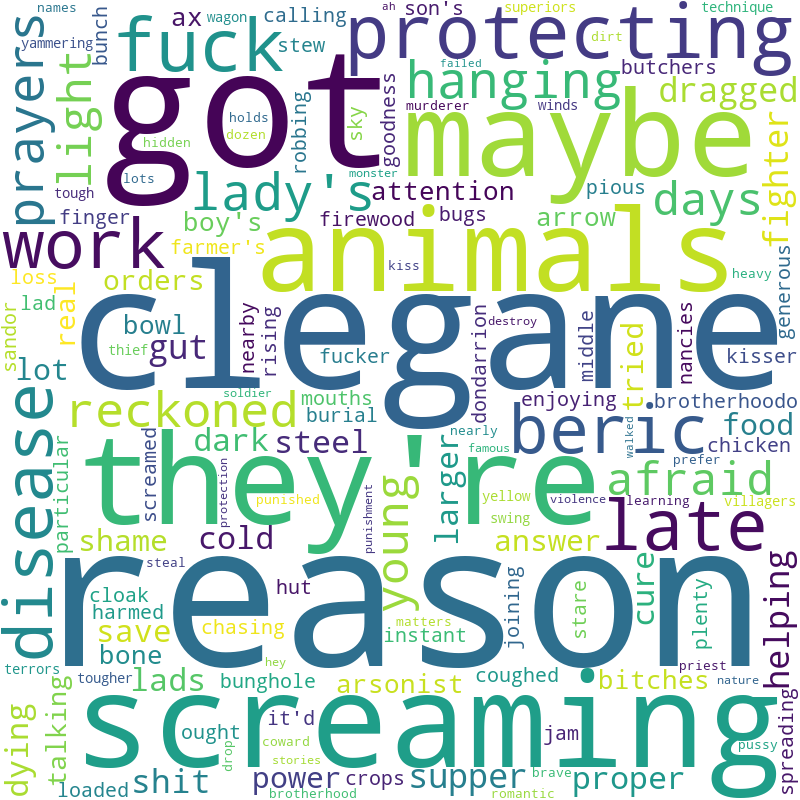 names
wagon
ax
ah
son's
superiors
technique
yammering
bunch
fuck
calling
stew
protecting
dirt
failed
butchers
prayers
light
got
hanging
dragged
holds
robbing
sky
goodness
murderer
winds
fighter
hidden
dozen
maybe
lots
monster
tough
lady's
attention
pious
days
finger
boy's
firewood
bugs
arrow
work
farmer's
animals
kiss
loss
orders
clegane
heavy
generous
lad
real
sandor
bowl
gut
nearby
rising
destroy
dondarrion
middle
tried
nancies
thief
fucker
kisser
lot
soldier
disease
reckoned
mouths
enjoying
brotherhoodo
burial
beric
food
screamed
dark
steel
they're
larger
nearly
walked
chicken
particular
famous
prefer
afraid
protection
punished
young
yellow
violence
learning
villagers
swing
late
shame
cold
punishment
answer
steal
reason
cloak
hut
joining
stare
cure
plenty
helping
harmed
save
chasing
matters
instant
bone
hey
priest
terrors
tougher
lads
bunghole
arsonist
coughed
bitches
nature
dying
talking
screaming
it'd
ought
jam
spreading
drop
coward
pussy
stories
loaded
shit
power
crops
supper
brave
proper
brotherhood
romantic